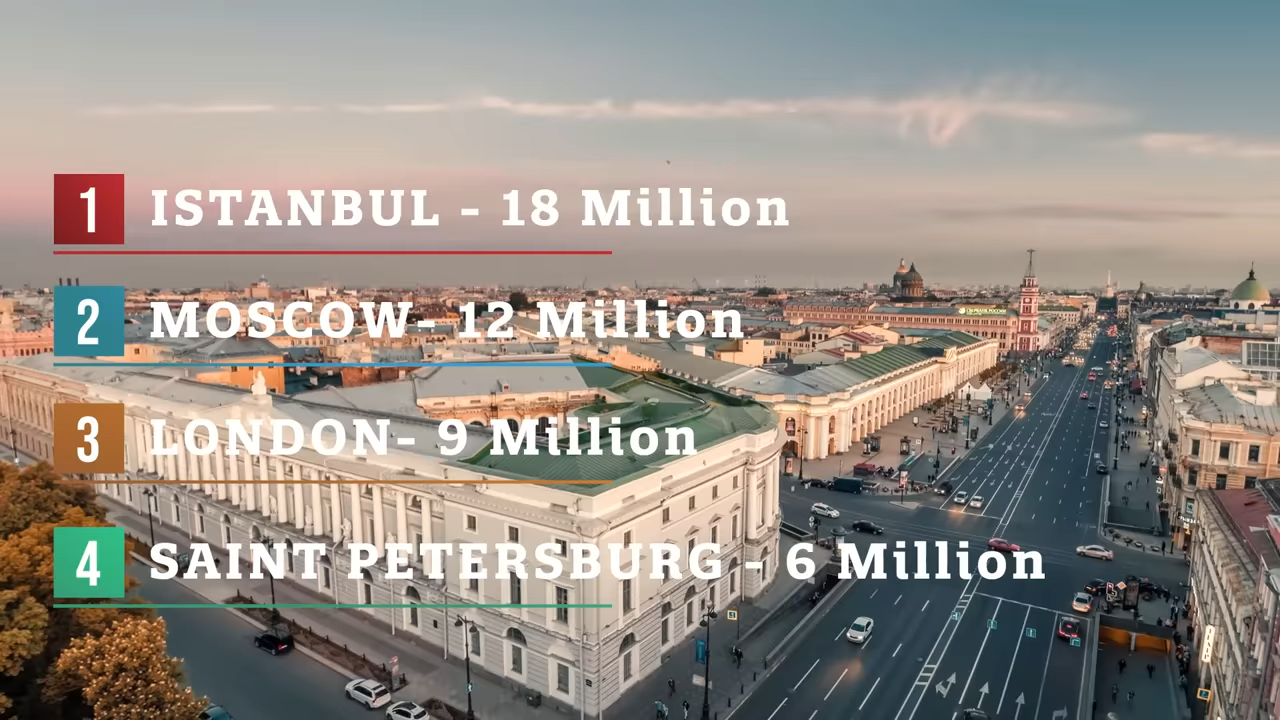 1 ISTANBUL - 18 Million
2 MOSCOW- 12 Million
3 LONDON- 9 Million
4 SAINT PETERSBURG - 6 Million